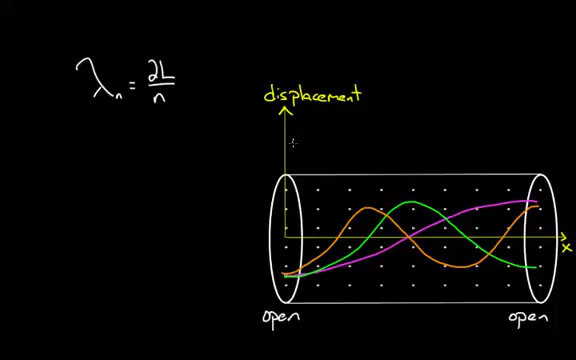 λₙ = 2L/n
displacement
x
open open